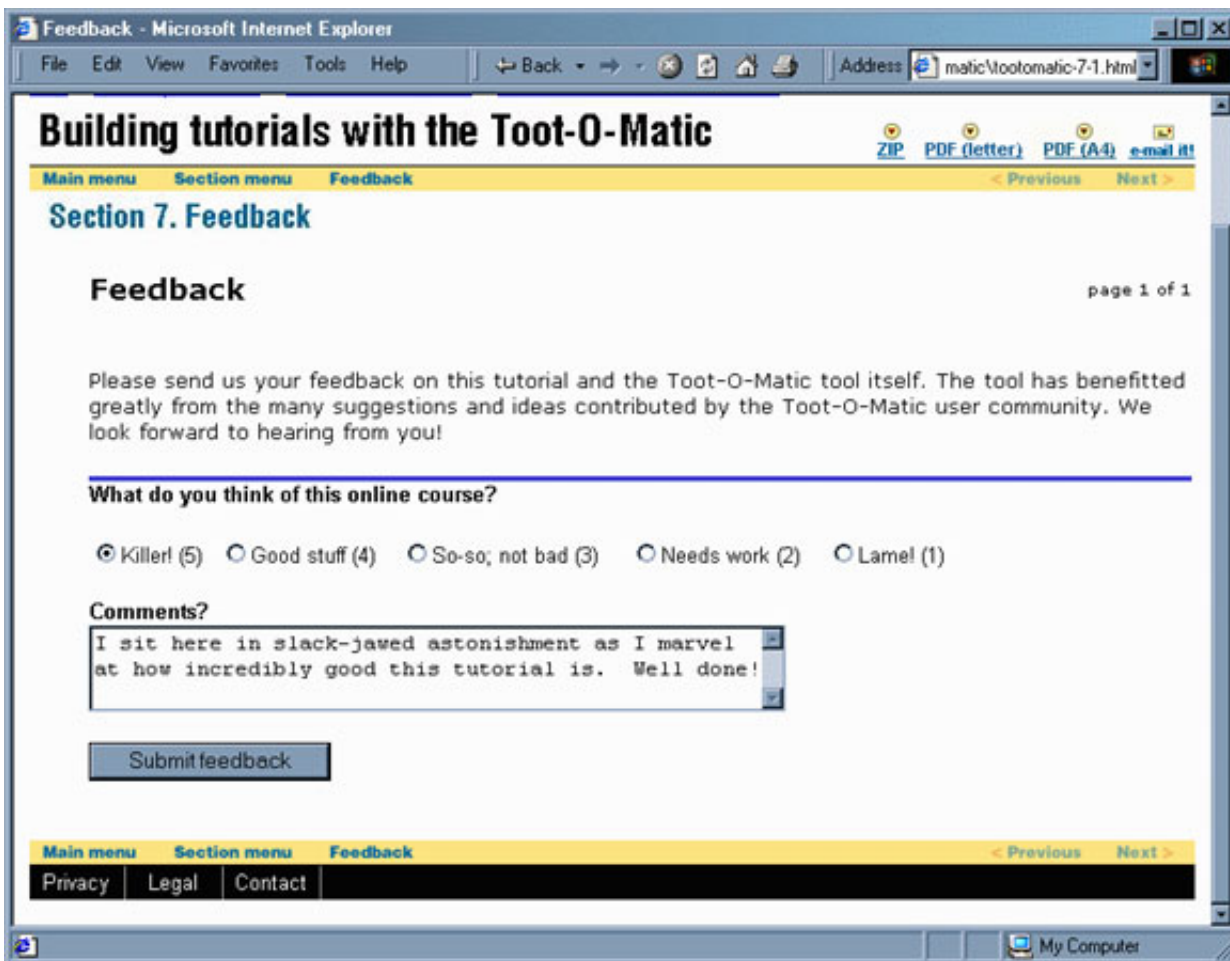 Feedback - Microsoft Internet Explorer
File Edit View Favorites Tools Help Back Address matic\tootomatic-7-1.html
Building tutorials with the Toot-O-Matic
ZIP PDF (letter) PDF (A4) e-mail it!
Main menu Section menu Feedback < Previous Next >
Section 7. Feedback
Feedback
page 1 of 1
Please send us your feedback on this tutorial and the Toot-O-Matic tool itself. The tool has benefitted
greatly from the many suggestions and ideas contributed by the Toot-O-Matic user community. We
look forward to hearing from you!
What do you think of this online course?
Killer! (5) Good stuff (4) So-so; not bad (3) Needs work (2) Lame! (1)
Comments?
I sit here in slack-jawed astonishment as I marvel
at how incredibly good this tutorial is. Well done!
Submit feedback
Main menu Section menu Feedback < Previous Next >
Privacy Legal Contact
My Computer